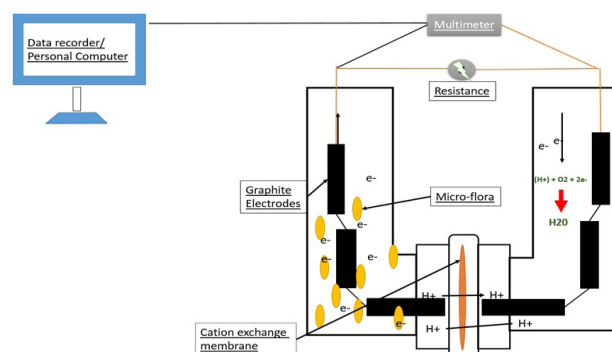 Data recorder/
Personal Computer
Multimeter
Resistance
e-
e-
e-
(H+) + O2 + 2e-
H20
Graphite
Electrodes
Micro-flora
e-
e-
e-
e-
e-
e-
H+
H+
H+
H+
Cation exchange
membrane